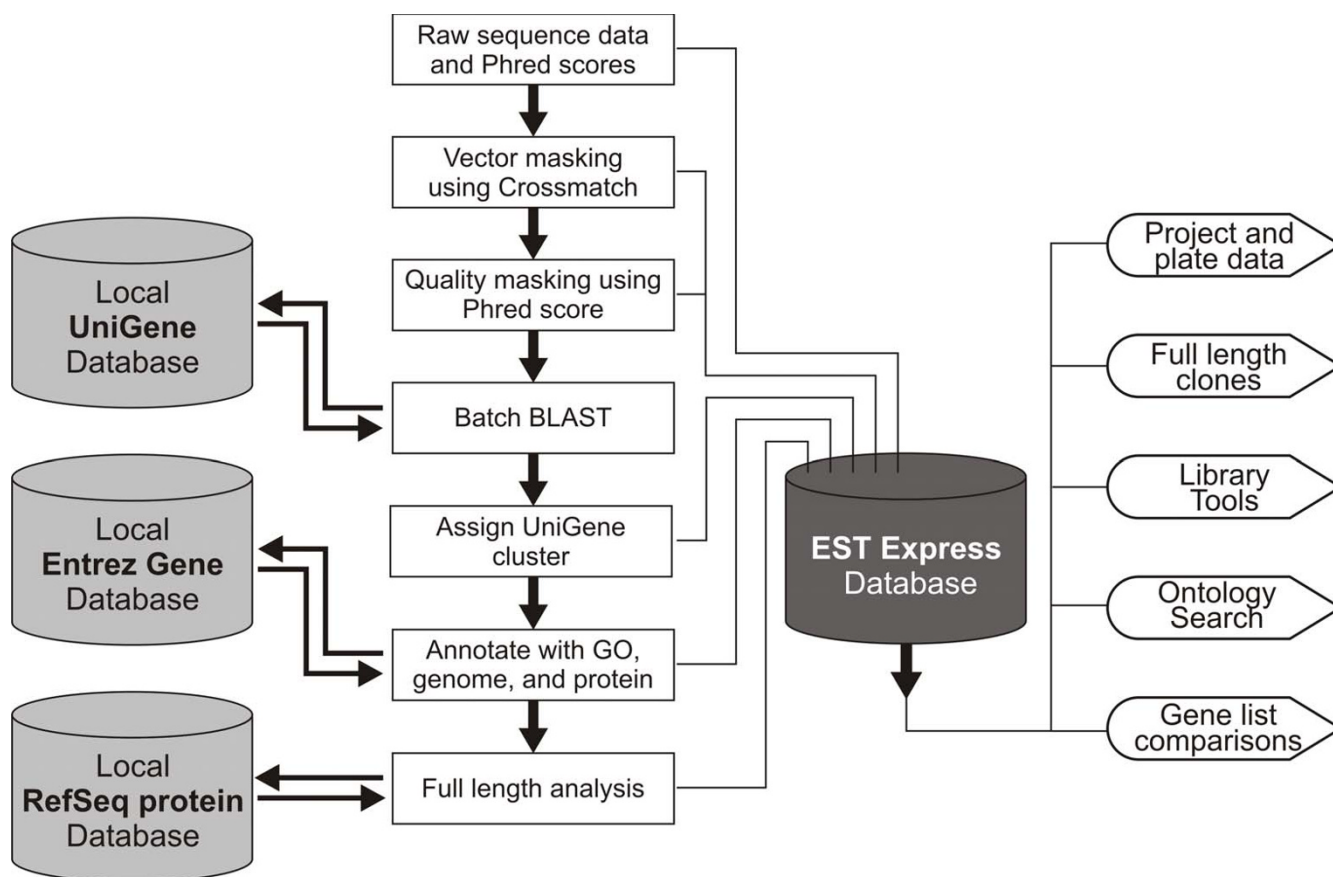 Raw sequence data
and Phred scores
Vector masking
using Crossmatch
Quality masking using
Phred score
Batch BLAST
Assign UniGene
cluster
Annotate with GO,
genome, and protein
Full length analysis
Local
UniGene
Database
Local
Entrez Gene
Database
Local
RefSeq protein
Database
EST Express
Database
Project and
plate data
Full length
clones
Library
Tools
Ontology
Search
Gene list
comparisons